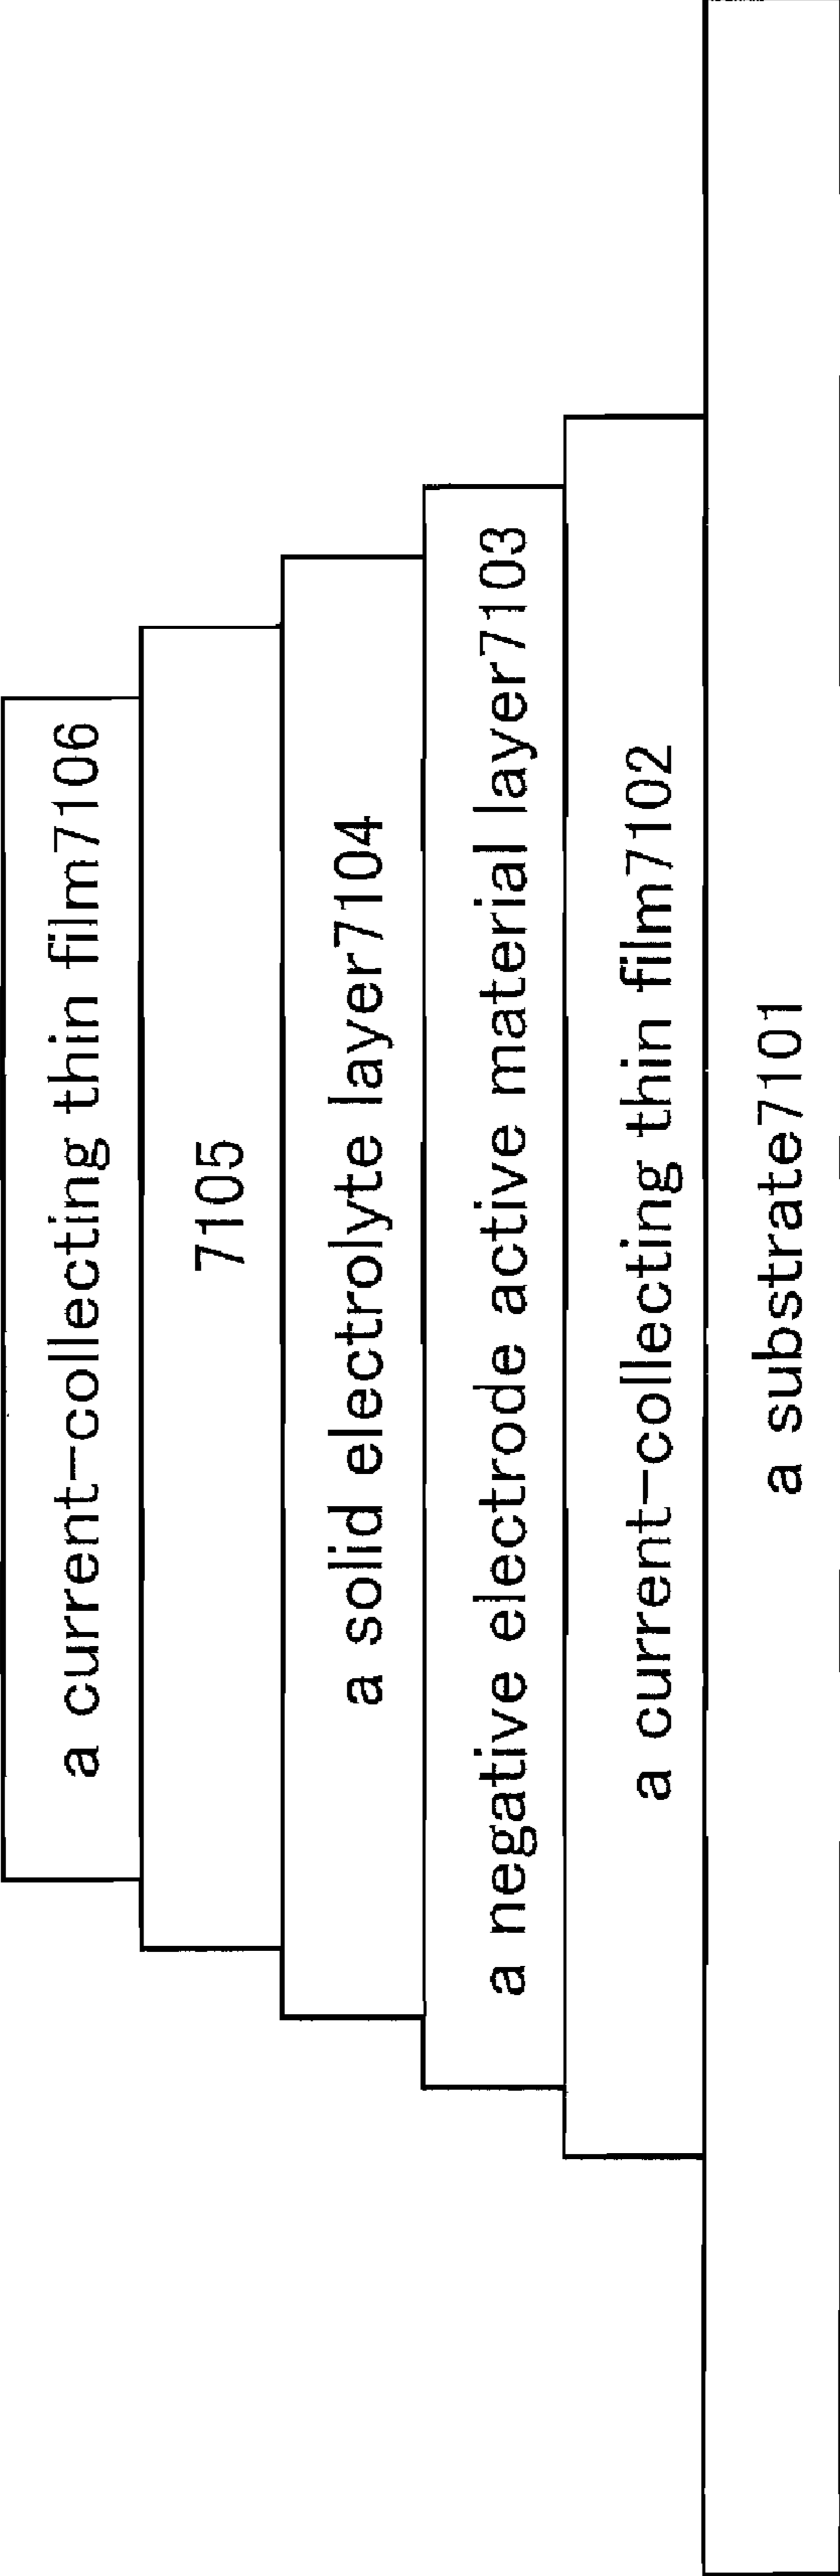 a current-collecting thin film7106
7105
a solid electrolyte layer7104
a negative electrode active material layer7103
a current-collecting thin film7102
a substrate7101